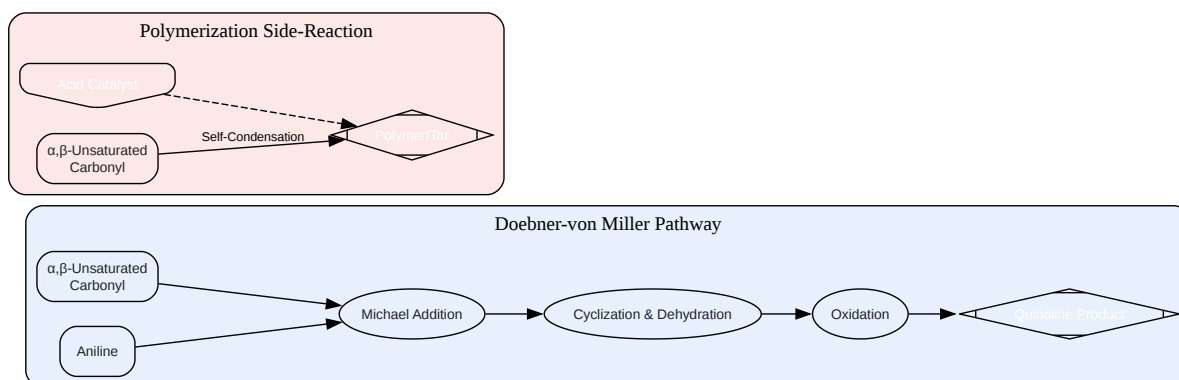 Polymerization Side-Reaction
Acid Catalyst
Self-Condensation
Polymer/Tar
α,β-Unsaturated
Carbonyl
Doebner-von Miller Pathway
α,β-Unsaturated
Carbonyl
Aniline
Michael Addition
Cyclization & Dehydration
Oxidation
Quinoline Product